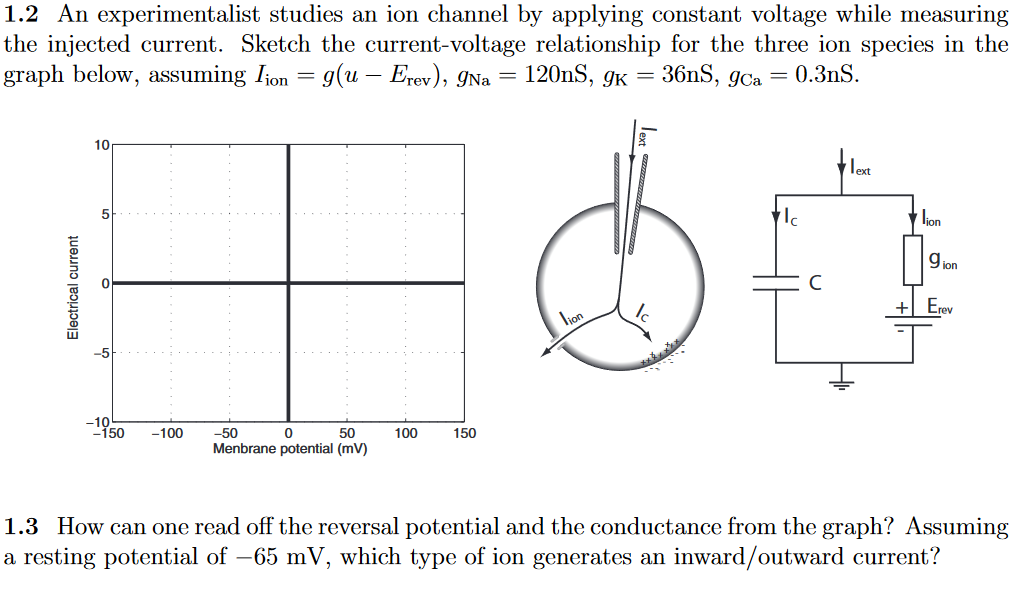 1.2 An experimentalist studies an ion channel by applying constant voltage while measuring
the injected current. Sketch the current-voltage relationship for the three ion species in the
graph below, assuming I_ion = g(u − E_rev), g_Na = 120nS, g_K = 36nS, g_Ca = 0.3nS.
10
5
0
−5
−10
Electrical current
−150 −100 −50 0 50 100 150
Menbrane potential (mV)
I_ext
I_ion
I_c
I_ext
I_c
I_ion
g_ion
C
+ E_rev
-
1.3 How can one read off the reversal potential and the conductance from the graph? Assuming
a resting potential of −65 mV, which type of ion generates an inward/outward current?